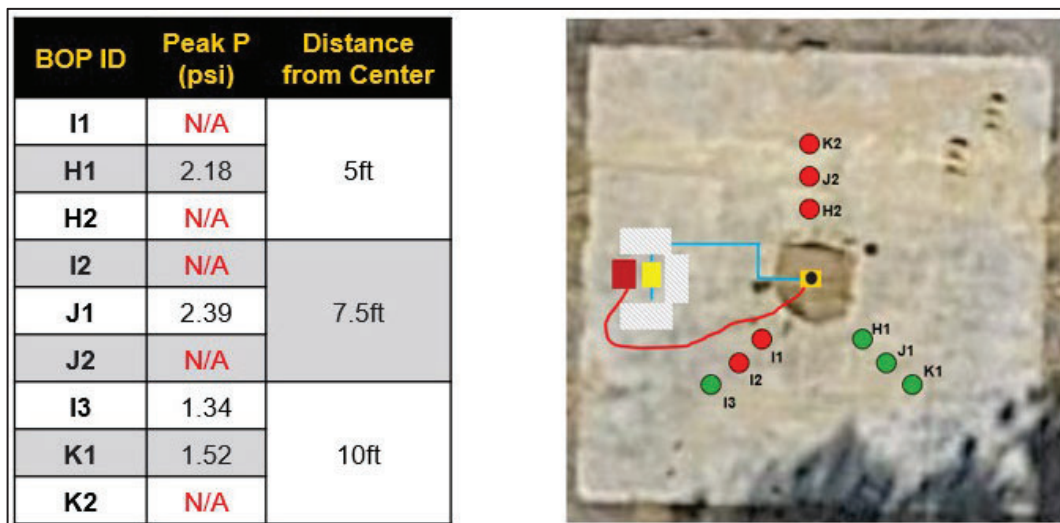 BOP ID Peak P (psi) Distance from Center
I1 N/A
H1 2.18 5ft
H2 N/A
I2 N/A
J1 2.39 7.5ft
J2 N/A
I3 1.34
K1 1.52 10ft
K2 N/A
K2
J2
H2
H1
I1
J1
I2
K1
I3